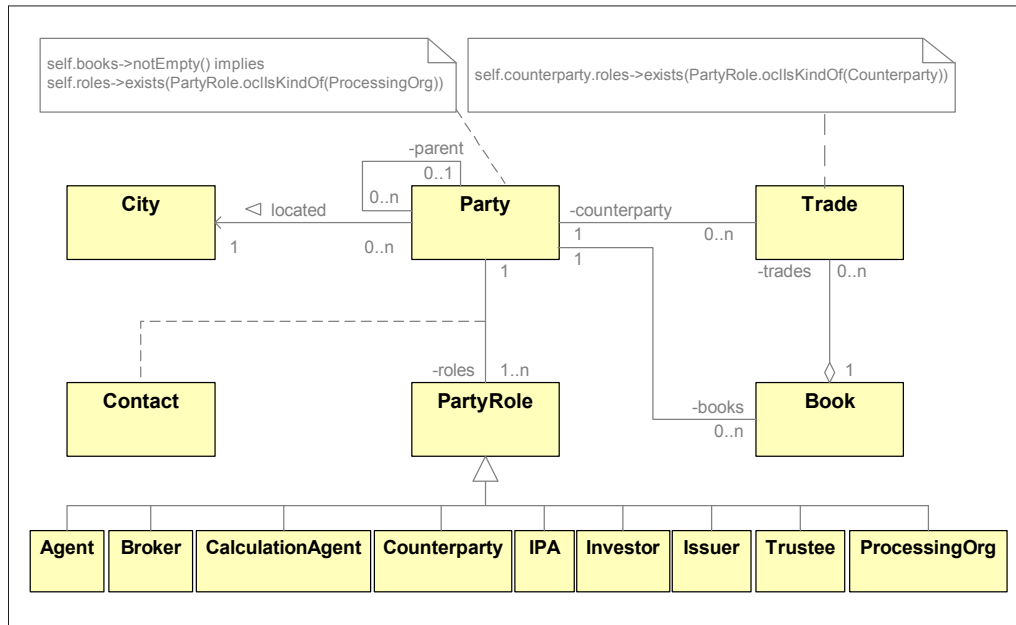 self.books->notEmpty() implies
self.roles->exists(PartyRole.oclIsKindOf(ProcessingOrg))
self.counterparty.roles->exists(PartyRole.oclIsKindOf(Counterparty))
-parent
0..1
0..n
City
Party
Trade
located
-counterparty
1
0..n
1
0..n
1
1
-trades
0..n
-roles
1..n
1
Contact
PartyRole
-books
0..n
Book
Agent
Broker
CalculationAgent
Counterparty
IPA
Investor
Issuer
Trustee
ProcessingOrg